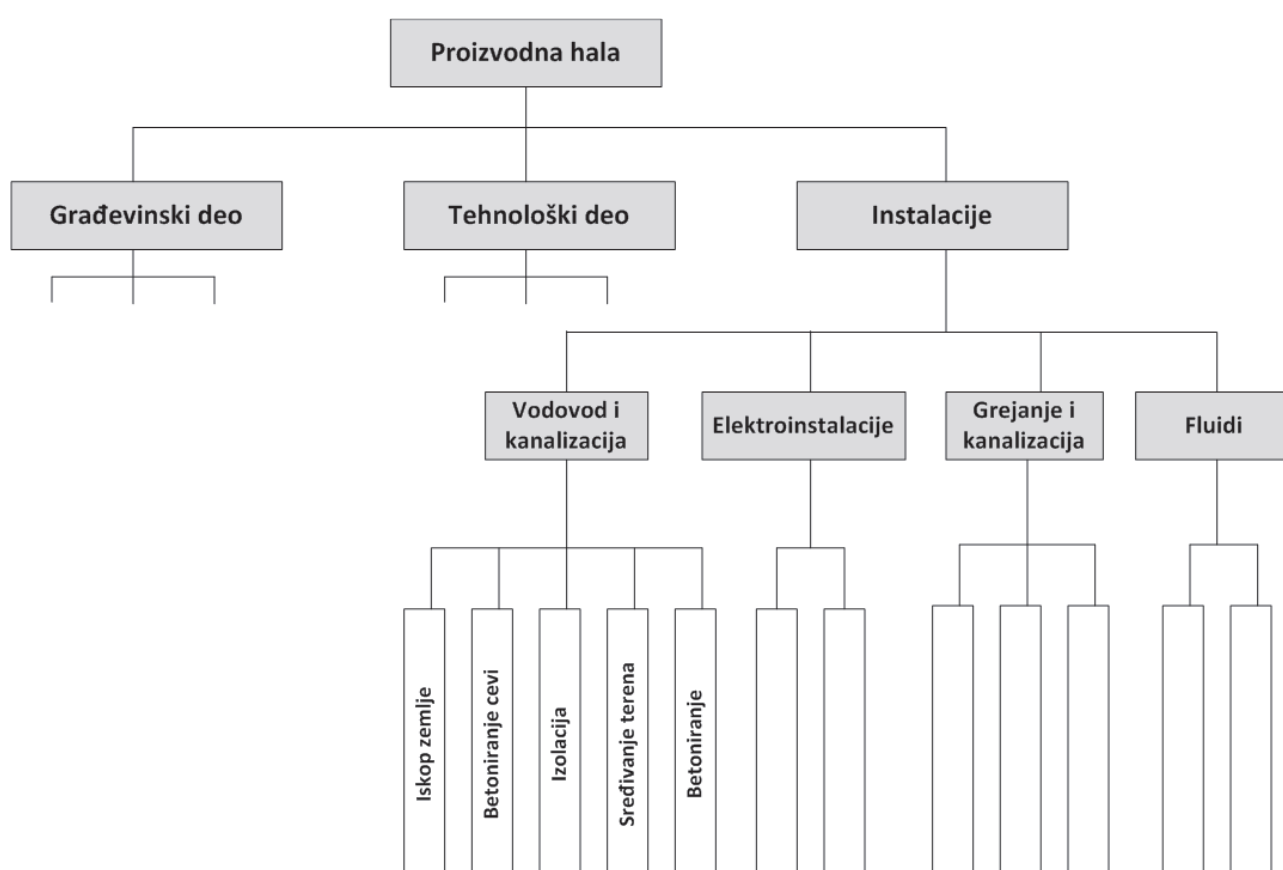 Proizvodna hala
Građevinski deo
Tehnološki deo
Instalacije
Vodovod i
kanalizacija
Elektroinstalacije
Grejanje i
kanalizacija
Fluidi
Iskop zemlje
Betoniranje cevi
Izolacija
Sređivanje terena
Betoniranje